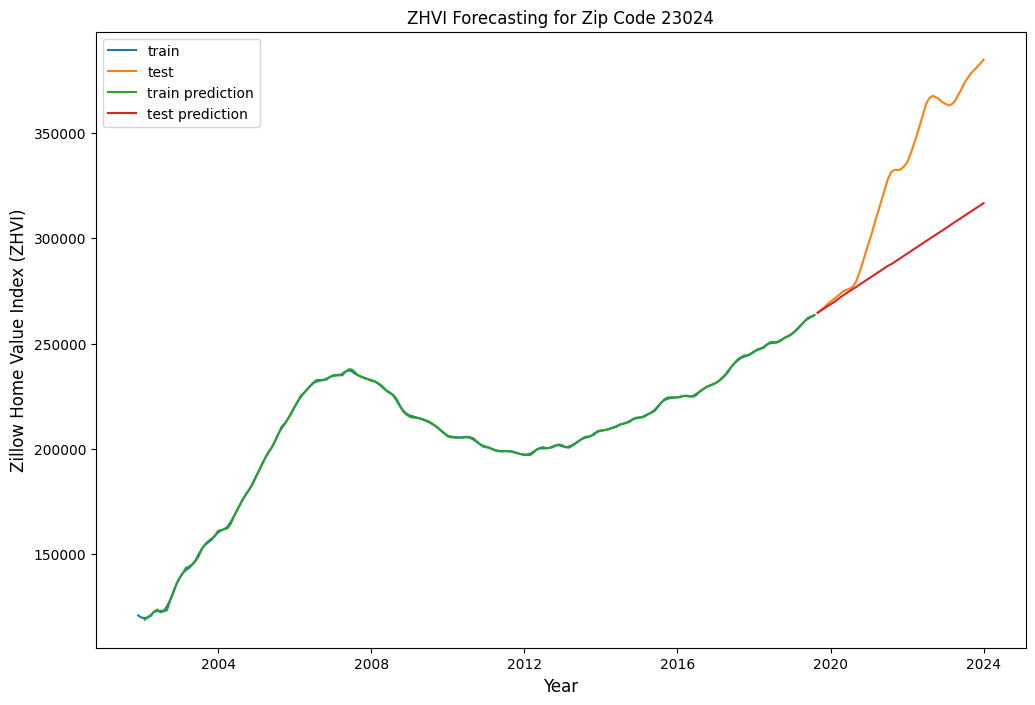 ZHVI Forecasting for Zip Code 23024
train
test
train prediction
test prediction
350000
300000
250000
200000
150000
Zillow Home Value Index (ZHVI)
2004 2008 2012 2016 2020 2024
Year